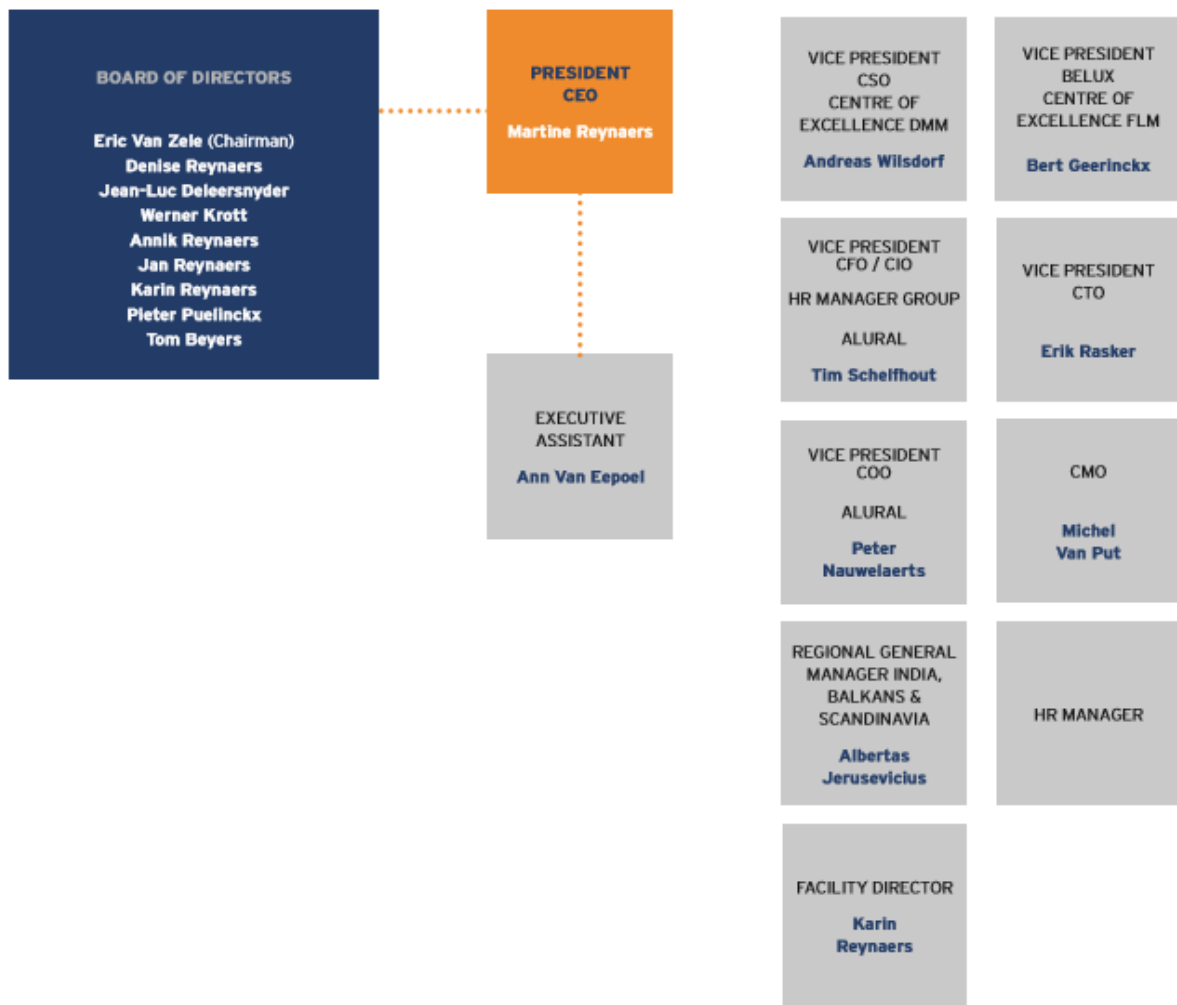 BOARD OF DIRECTORS
Eric Van Zele (Chairman)
Denise Reynaers
Jean-Luc Deleersnyder
Werner Krott
Annik Reynaers
Jan Reynaers
Karin Reynaers
Pieter Puelinckx
Tom Beyers
PRESIDENT
CEO
Martine Reynaers
EXECUTIVE
ASSISTANT
Ann Van Eepoel
VICE PRESIDENT
CSO
CENTRE OF
EXCELLENCE DMM
Andreas Wilsdorf
VICE PRESIDENT
BELUX
CENTRE OF
EXCELLENCE FLM
Bert Geerinckx
VICE PRESIDENT
CFO / CIO
HR MANAGER GROUP
ALURAL
Tim Schelfhout
VICE PRESIDENT
CTO
Erik Rasker
VICE PRESIDENT
COO
ALURAL
Peter
Nauwelaerts
CMO
Michel
Van Put
REGIONAL GENERAL
MANAGER INDIA,
BALKANS &
SCANDINAVIA
Albertas
Jerusevicius
HR MANAGER
FACILITY DIRECTOR
Karin
Reynaers